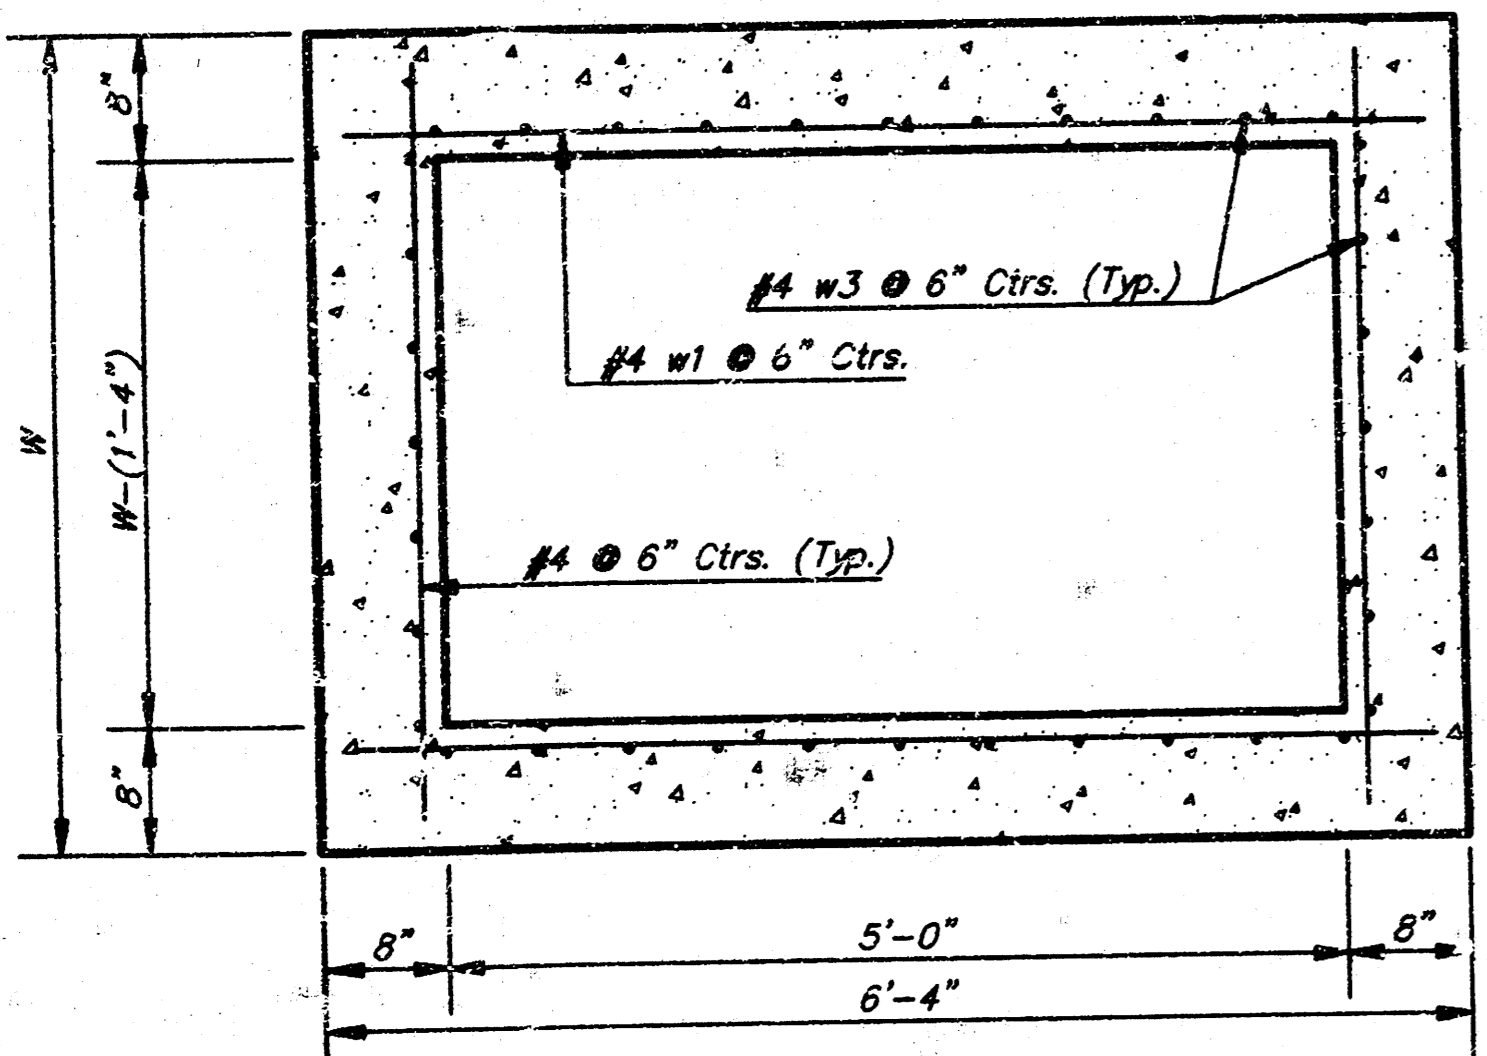 8"
#4 w3 @ 6" Ctrs. (Typ.)
#4 w1 @ 6" Ctrs.
W
W-(1'-4")
#4 @ 6" Ctrs. (Typ.)
8"
8"
5'-0"
8"
6'-4"